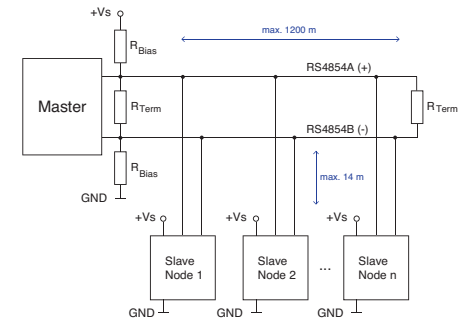 +Vs
max. 1200 m
RBias
RS4854A (+)
Master
RTerm
RTerm
RS4854B (-)
RBias
max. 14 m
GND
+Vs
+Vs
+Vs
Slave
Node 1
Slave
Node 2
...
Slave
Node n
GND
GND
GND